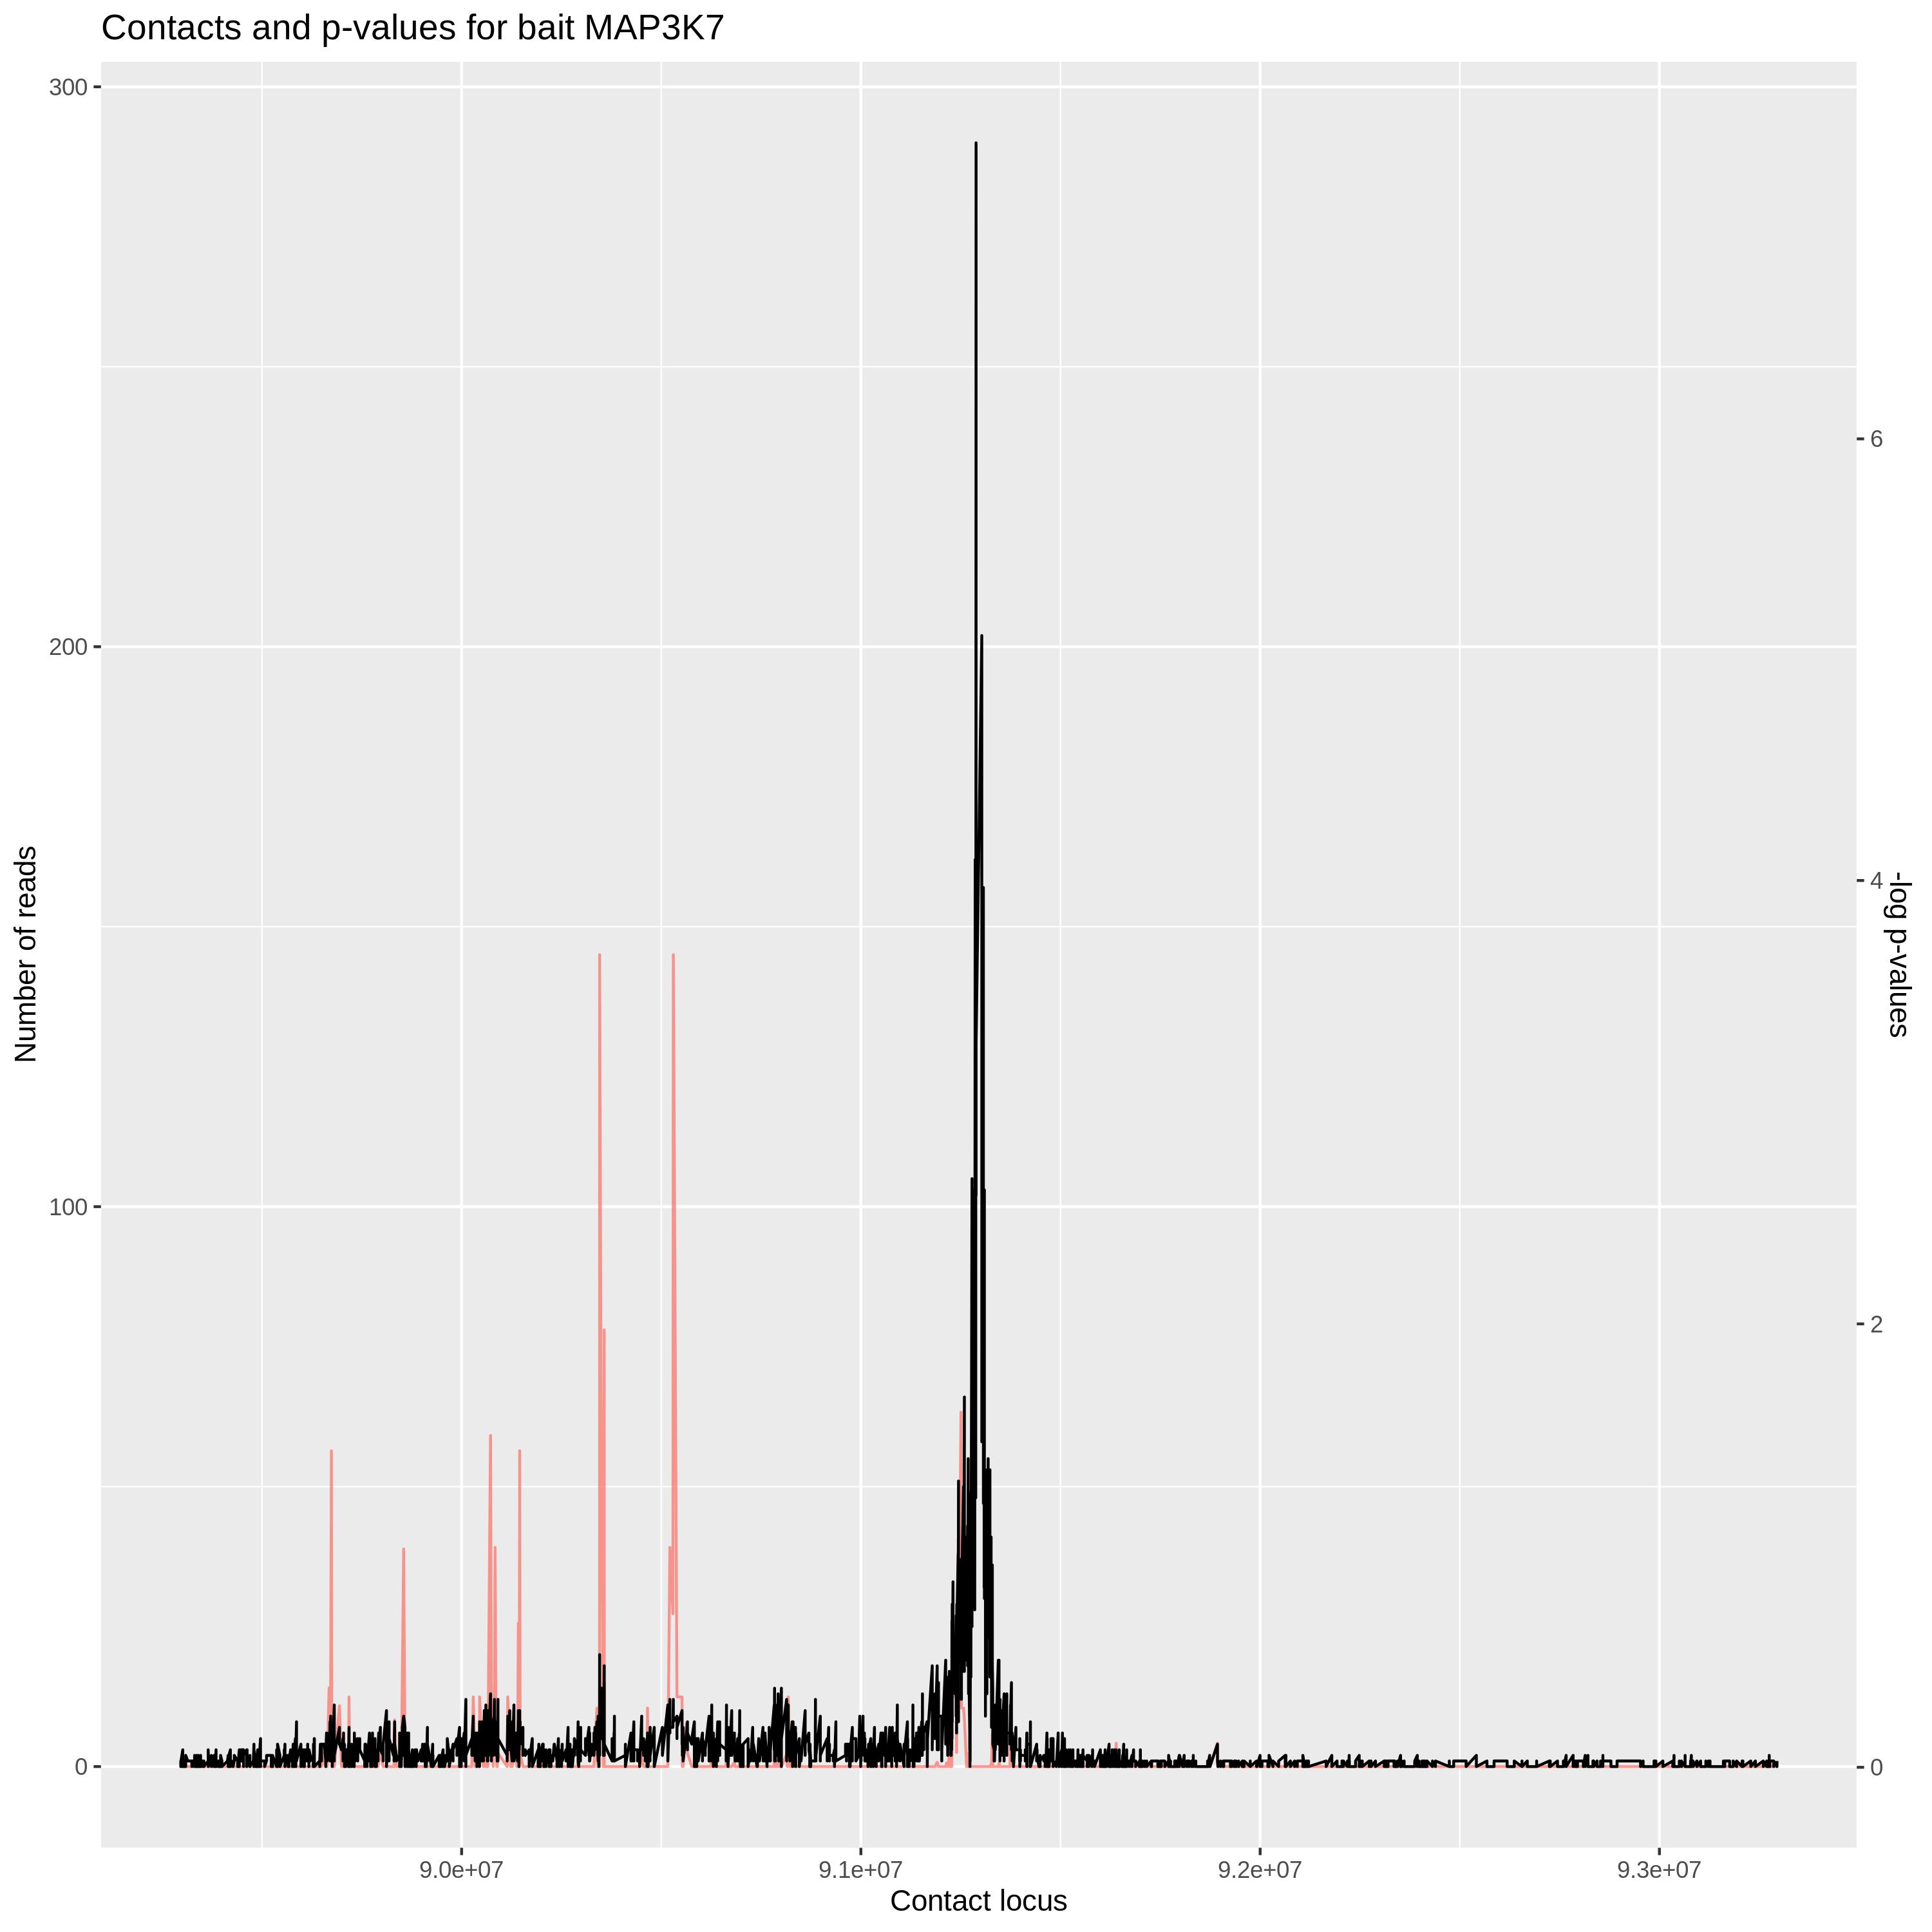 Contacts and p-values for bait MAP3K7
300
200
100
0
Number of reads
6
4
2
0
-log p-values
9.0e+07 9.1e+07 9.2e+07 9.3e+07
Contact locus